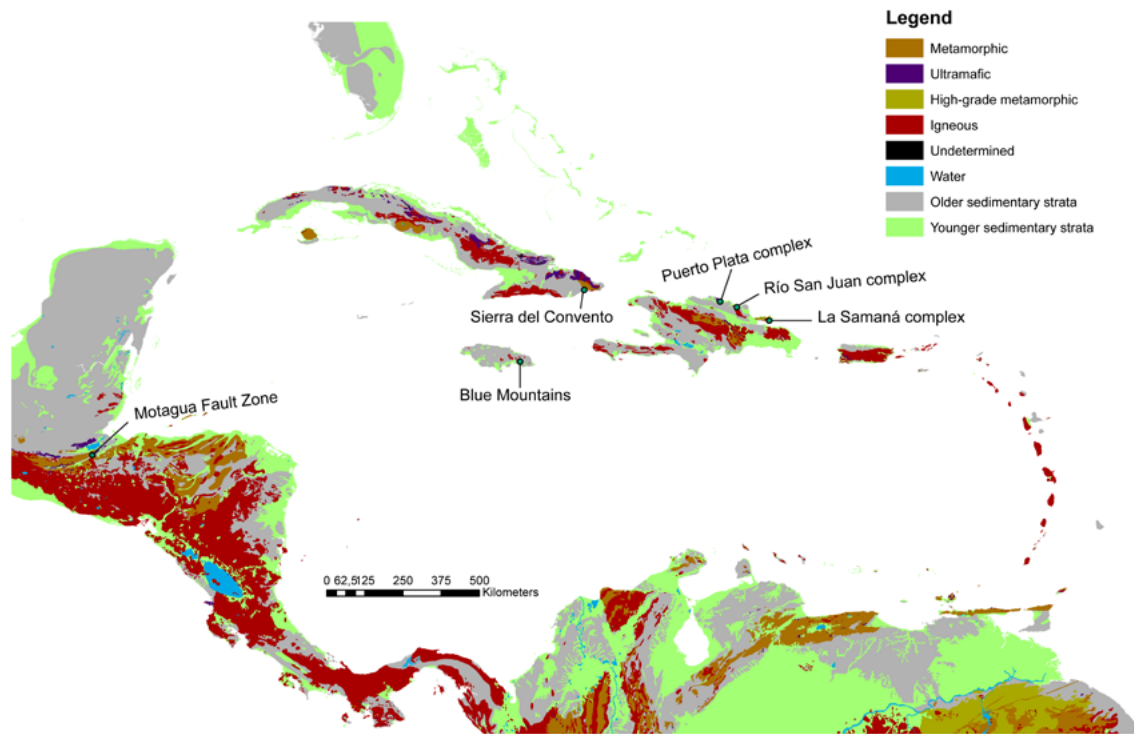 Legend
Metamorphic
Ultramafic
High-grade metamorphic
Igneous
Undetermined
Water
Older sedimentary strata
Younger sedimentary strata
Puerto Plata complex
Río San Juan complex
La Samaná complex
Sierra del Convento
Blue Mountains
Motagua Fault Zone
0 62,5125 250 375 500
Kilometers